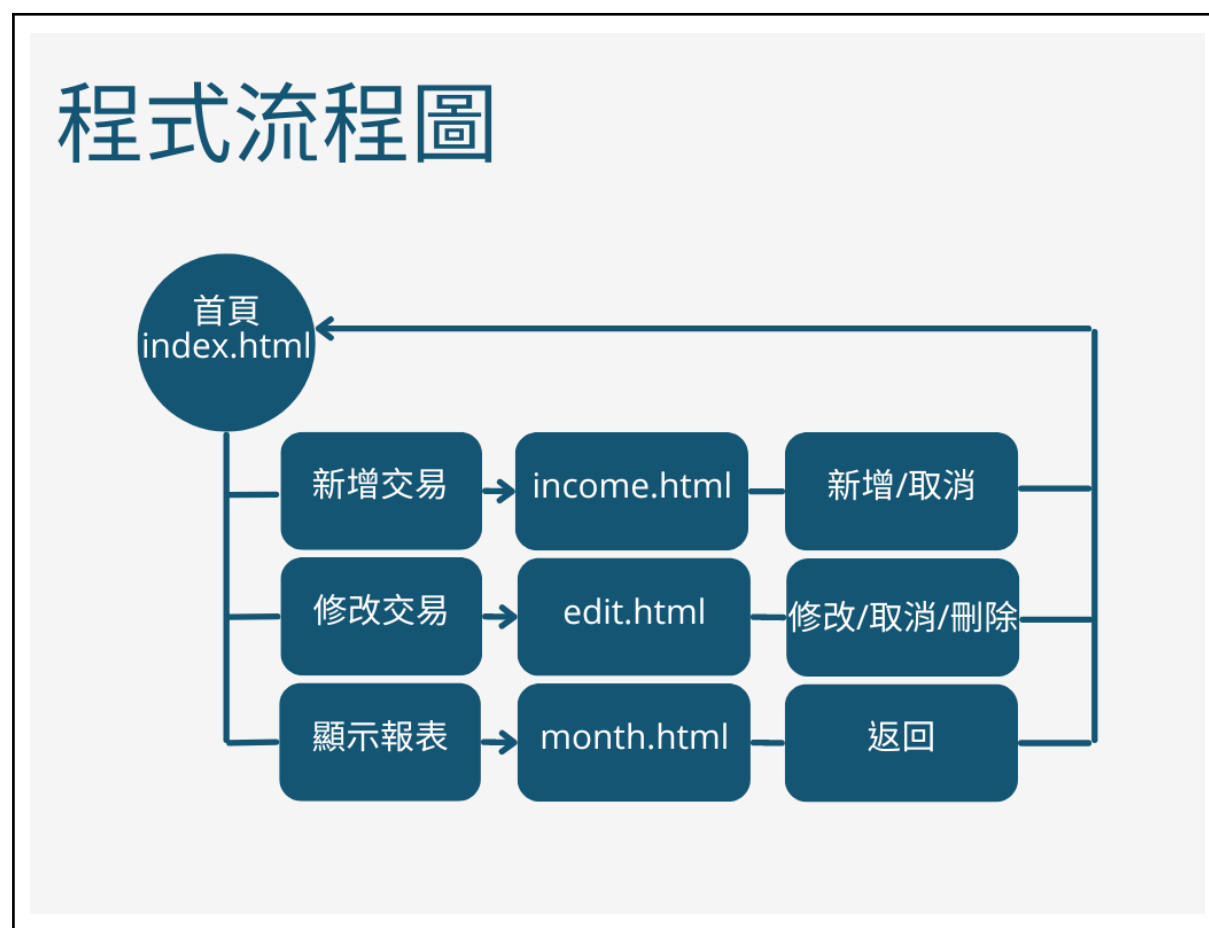 程式流程圖
首頁
index.html
新增交易
income.html
新增/取消
修改交易
edit.html
修改/取消/刪除
顯示報表
month.html
返回